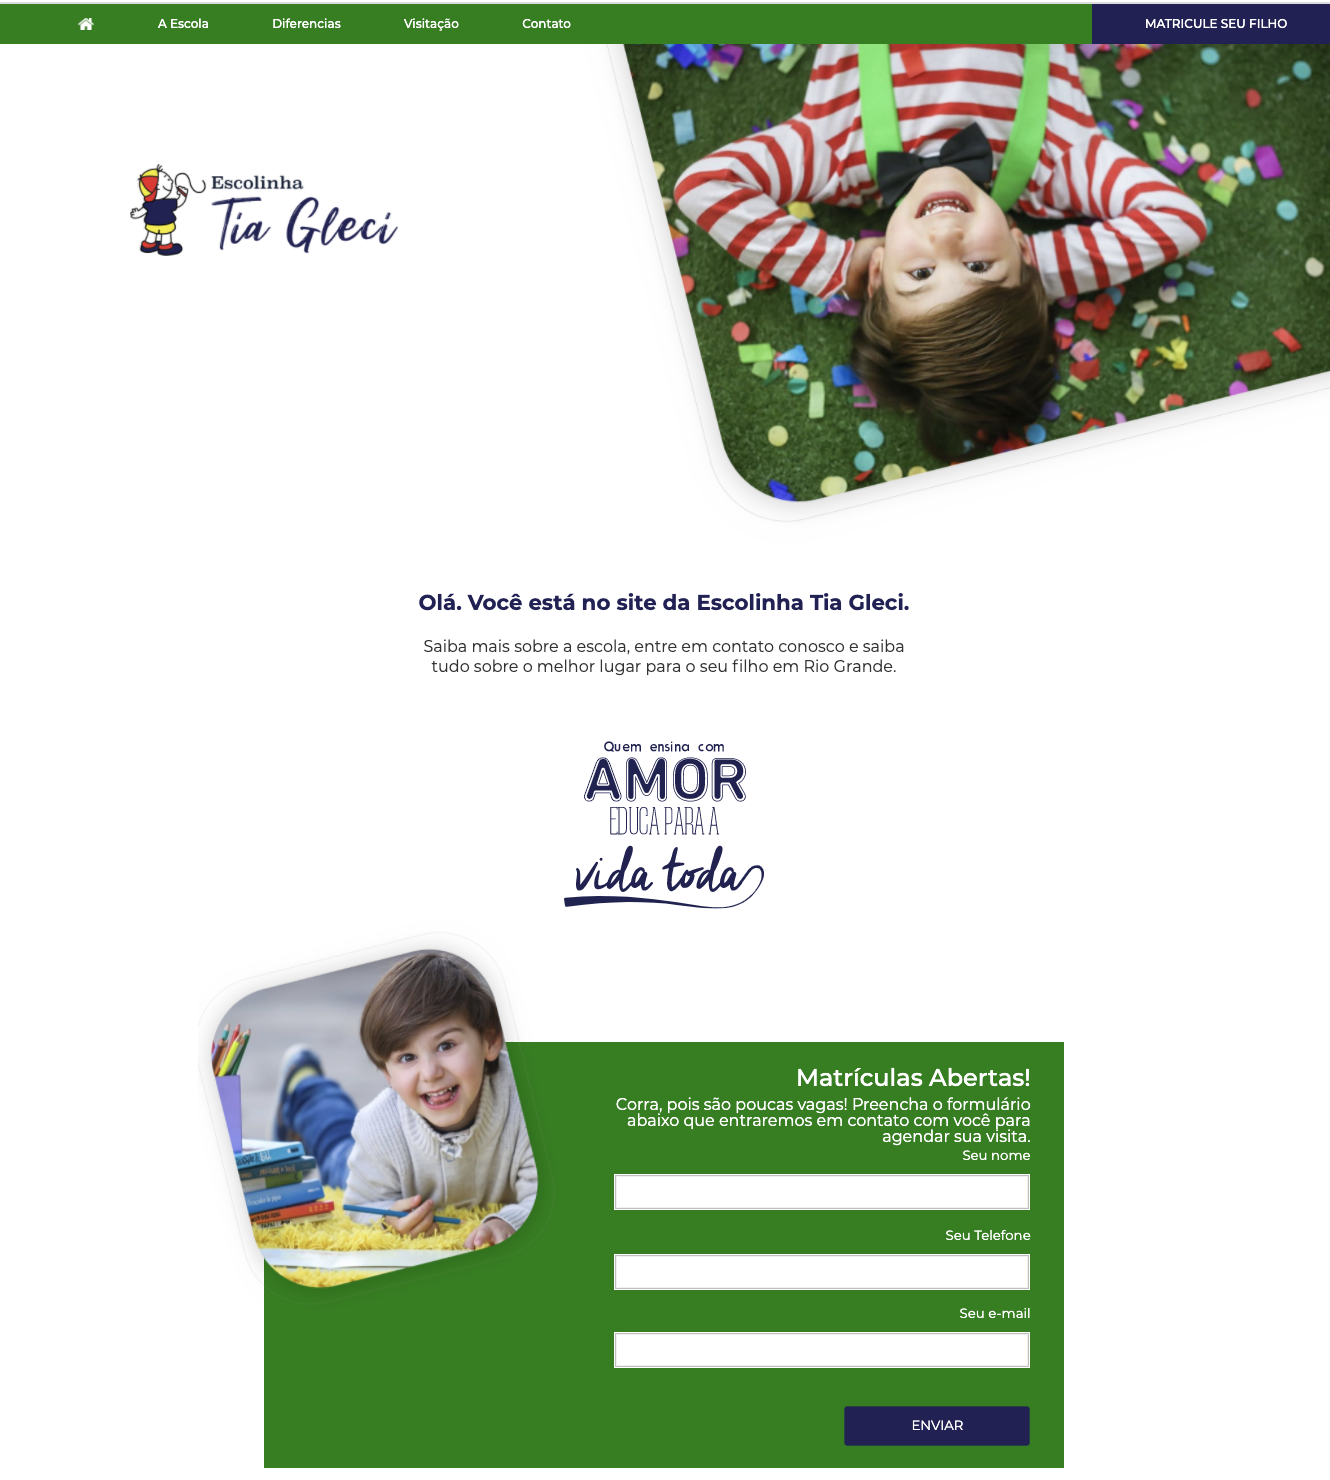 A Escola
Diferencias
Visitação
Contato
MATRICULE SEU FILHO
Escolinha
Tia Gleci
Olá. Você está no site da Escolinha Tia Gleci.
Saiba mais sobre a escola, entre em contato conosco e saiba
tudo sobre o melhor lugar para o seu filho em Rio Grande.
Quem ensina com
AMOR
EDUCA PARA A
vida toda
Matrículas Abertas!
Corra, pois são poucas vagas! Preencha o formulário
abaixo que entraremos em contato com você para
agendar sua visita.
Seu nome
Seu Telefone
Seu e-mail
ENVIAR